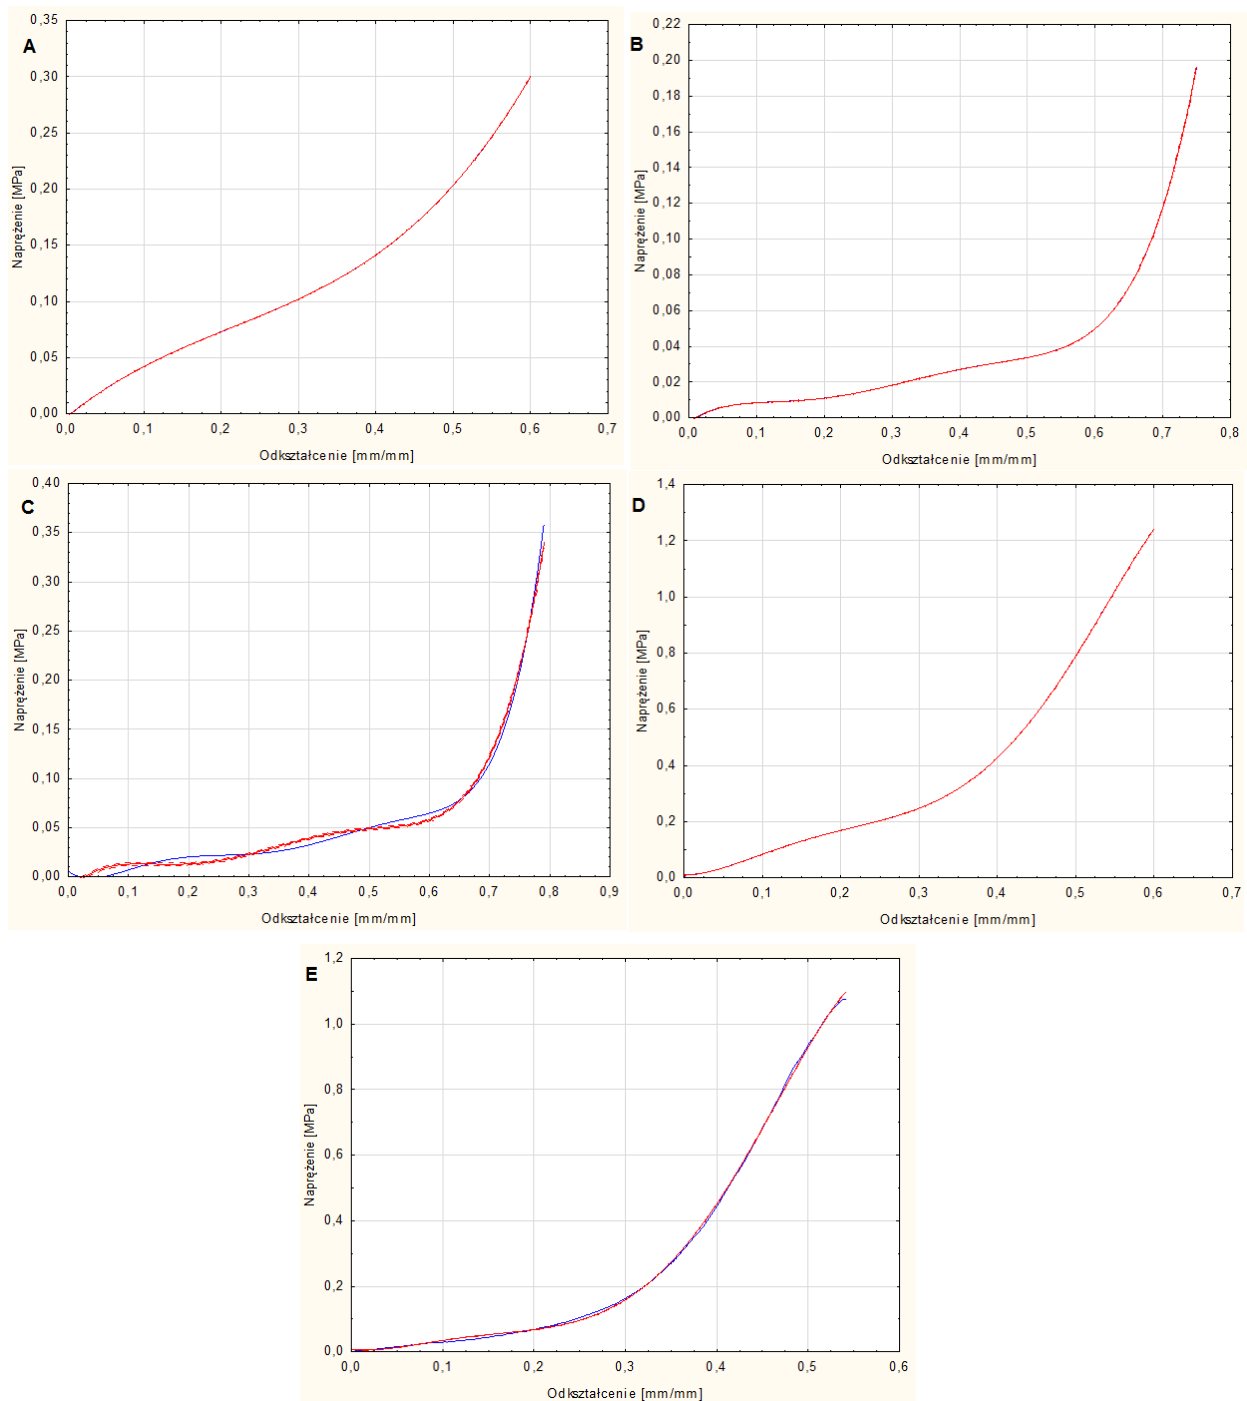 A
0,35
0,30
0,25
0,20
0,15
0,10
0,05
0,00
Naprężenie [MPa]
0,0 0,1 0,2 0,3 0,4 0,5 0,6 0,7
Odkształcenie [mm/mm]
B
0,22
0,20
0,18
0,16
0,14
0,12
0,10
0,08
0,06
0,04
0,02
0,00
Naprężenie [MPa]
0,0 0,1 0,2 0,3 0,4 0,5 0,6 0,7 0,8
Odkształcenie [mm/mm]
C
0,40
0,35
0,30
0,25
0,20
0,15
0,10
0,05
0,00
Naprężenie [MPa]
0,0 0,1 0,2 0,3 0,4 0,5 0,6 0,7 0,8 0,9
Odkształcenie [mm/mm]
D
1,4
1,2
1,0
0,8
0,6
0,4
0,2
0,0
Naprężenie [MPa]
0,0 0,1 0,2 0,3 0,4 0,5 0,6 0,7
Odkształcenie [mm/mm]
E
1,2
1,0
0,8
0,6
0,4
0,2
0,0
Naprężenie [MPa]
0,0 0,1 0,2 0,3 0,4 0,5 0,6
Odkształcenie [mm/mm]